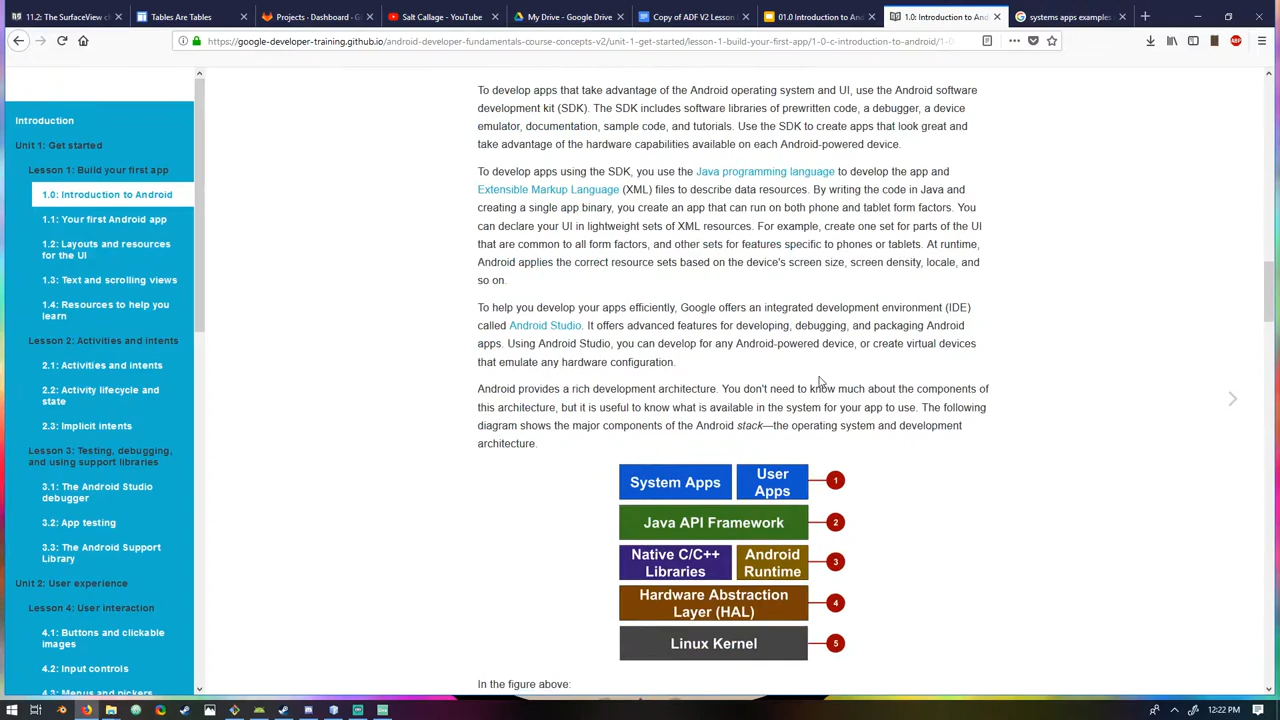 11.2: The SurfaceView cl
Tables Are Tables
Projects - Dashboard - G
Salt Callage - YouTube
My Drive - Google Drive
Copy of ADF V2 Lesson
01.0 Introduction to And
1.0: Introduction to And
systems apps examples
https://google-developer-training.github.io/android-developer-fundamentals-course-concepts-v2/unit-1-get-started/lesson-1-build-your-first-app/1-0-c-introduction-to-android/1-0
ABP
Introduction
Unit 1: Get started
Lesson 1: Build your first app
1.0: Introduction to Android
1.1: Your first Android app
1.2: Layouts and resources
for the UI
1.3: Text and scrolling views
1.4: Resources to help you
learn
Lesson 2: Activities and intents
2.1: Activities and intents
2.2: Activity lifecycle and
state
2.3: Implicit intents
Lesson 3: Testing, debugging,
and using support libraries
3.1: The Android Studio
debugger
3.2: App testing
3.3: The Android Support
Library
Unit 2: User experience
Lesson 4: User interaction
4.1: Buttons and clickable
images
4.2: Input controls
4.3: Menus and pickers
To develop apps that take advantage of the Android operating system and UI, use the Android software
development kit (SDK). The SDK includes software libraries of prewritten code, a debugger, a device
emulator, documentation, sample code, and tutorials. Use the SDK to create apps that look great and
take advantage of the hardware capabilities available on each Android-powered device.
To develop apps using the SDK, you use the Java programming language to develop the app and
Extensible Markup Language (XML) files to describe data resources. By writing the code in Java and
creating a single app binary, you create an app that can run on both phone and tablet form factors. You
can declare your UI in lightweight sets of XML resources. For example, create one set for parts of the UI
that are common to all form factors, and other sets for features specific to phones or tablets. At runtime,
Android applies the correct resource sets based on the device's screen size, screen density, locale, and
so on.
To help you develop your apps efficiently, Google offers an integrated development environment (IDE)
called Android Studio. It offers advanced features for developing, debugging, and packaging Android
apps. Using Android Studio, you can develop for any Android-powered device, or create virtual devices
that emulate any hardware configuration.
Android provides a rich development architecture. You don't need to know much about the components of
this architecture, but it is useful to know what is available in the system for your app to use. The following
diagram shows the major components of the Android stack—the operating system and development
architecture.
System Apps
User
Apps
1
Java API Framework
2
Native C/C++
Libraries
Android
Runtime
3
Hardware Abstraction
Layer (HAL)
4
Linux Kernel
5
In the figure above:
12:22 PM